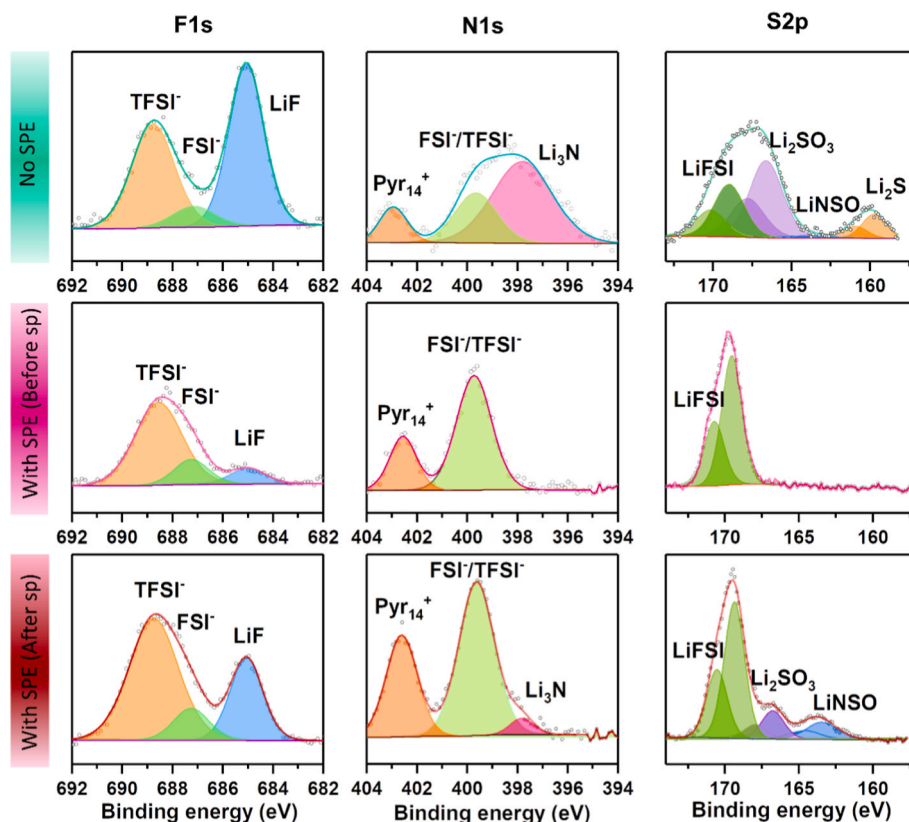 F1s N1s S2p
No SPE
TFSI⁻
FSI⁻
LiF
692 690 688 686 684 682
Pyr₁₄⁺
FSI⁻/TFSI⁻
Li₃N
404 402 400 398 396 394
LiFSI
Li₂SO₃
LiNSO
Li₂S
170 165 160
With SPE (Before sp)
TFSI⁻
FSI⁻
LiF
692 690 688 686 684 682
Pyr₁₄⁺
FSI⁻/TFSI⁻
404 402 400 398 396 394
LiFSI
170 165 160
With SPE (After sp)
TFSI⁻
FSI⁻
LiF
692 690 688 686 684 682
Binding energy (eV)
Pyr₁₄⁺
FSI⁻/TFSI⁻
Li₃N
404 402 400 398 396 394
Binding energy (eV)
LiFSI
Li₂SO₃
LiNSO
170 165 160
Binding energy (eV)